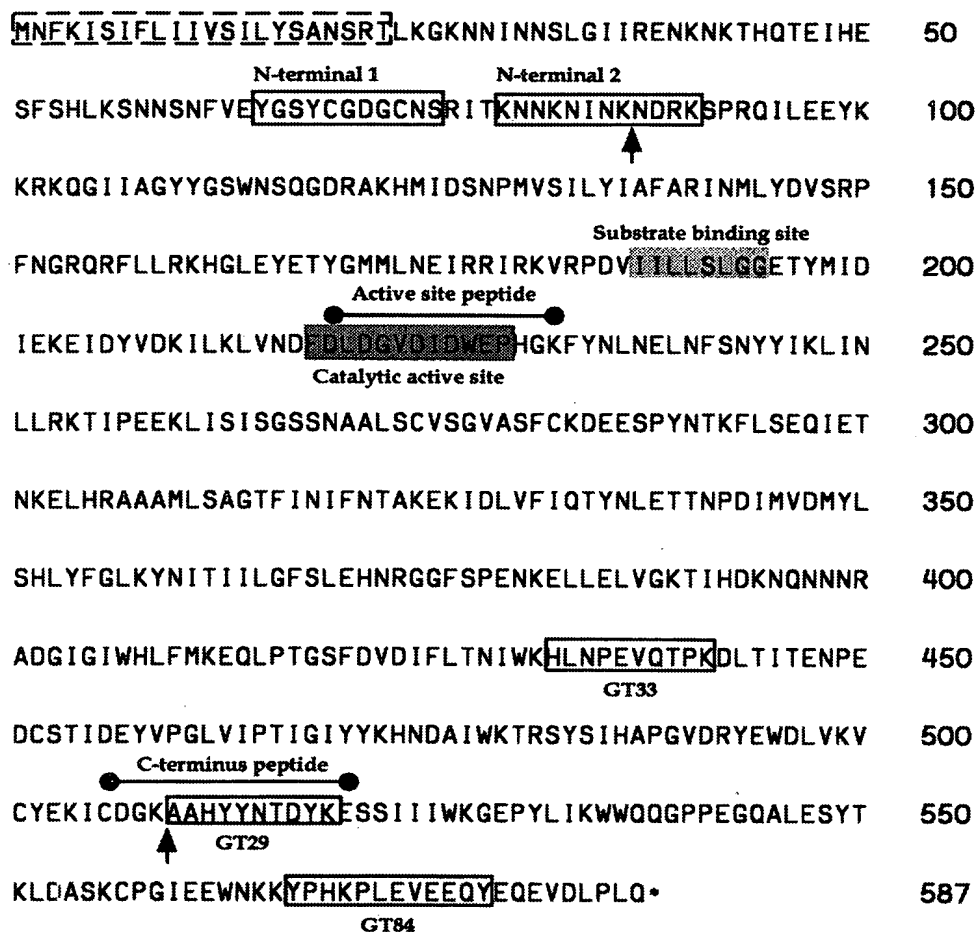 MNFKISIFLIIVSILYSANSRTLKGKNNINNSLGIIRENKNKTHQTEIHE 50
N-terminal 1 N-terminal 2
SFSHLKSNNSNFVEYGSYCGDGCNSRITKNNKNINKNDRKSPRQILEEYK 100
KRKQGIIAGYYGSWNSQGDRAKHMIDSNPMVSILYIAFARINMLYDVSRP 150
Substrate binding site
FNGRQRFLLRKHGLEYETYGMMLNEIRRIRKVRPDVIILLSLGGETYMID 200
Active site peptide
IEKEIDYVDKILKLVNDFDLDGVDIDWEPHGKFYNLNELNFSNYYIKLIN 250
Catalytic active site
LLRKTIPEEKLISISGSSNAALSCVSGVASFCKDEESPYNTKFLSEQIET 300
NKELHRAAAMLSAGTFINIFNTAKEKIDLVFIQTYNLETTNPDIMVDMYL 350
SHLYFGLKYNITIILGFSLEHNRGGFSPENKELLELVGKTIHDKNQNNNR 400
ADGIGIWHLFMKEQLPTGSFDVDIFLTNIWKHLNPEVQTPKDLTITENPE 450
GT33
DCSTIDEYVPGLVIPTIGIYYKHNDAIWKTRSYSIHAPGVDRYEWDLVKV 500
C-terminus peptide
CYEKICDGKAAHYYNTDYKESSIIIWKGEPYLIKWWQQGPPEGQALESYT 550
GT29
KLDASKCPGIEEWNKKYPHKPLEVEEQYEQEVDLPLQ* 587
GT84